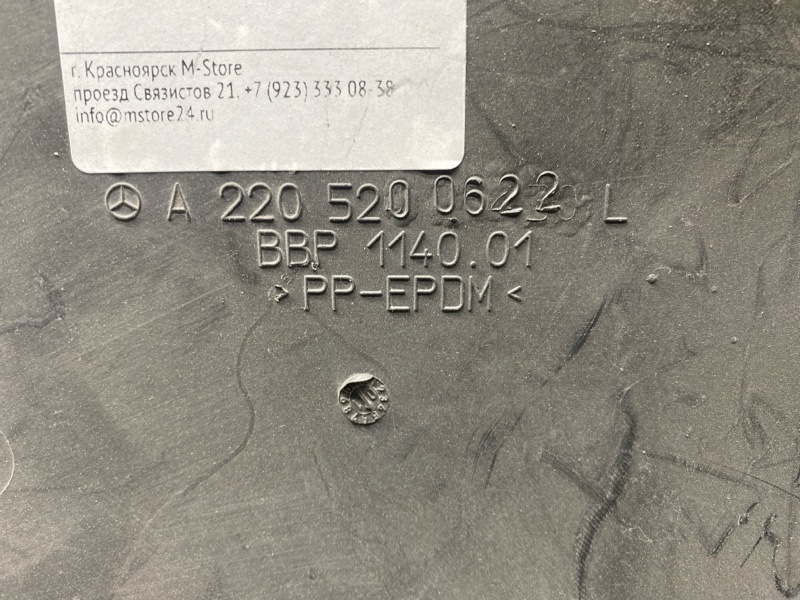 г. Красноярск M-Store
проезд Связистов 21, +7 (923) 333 08-38
info@mstore24.ru
A 220 520 0622 L
BBP 1140.01
>PP-EPDM<